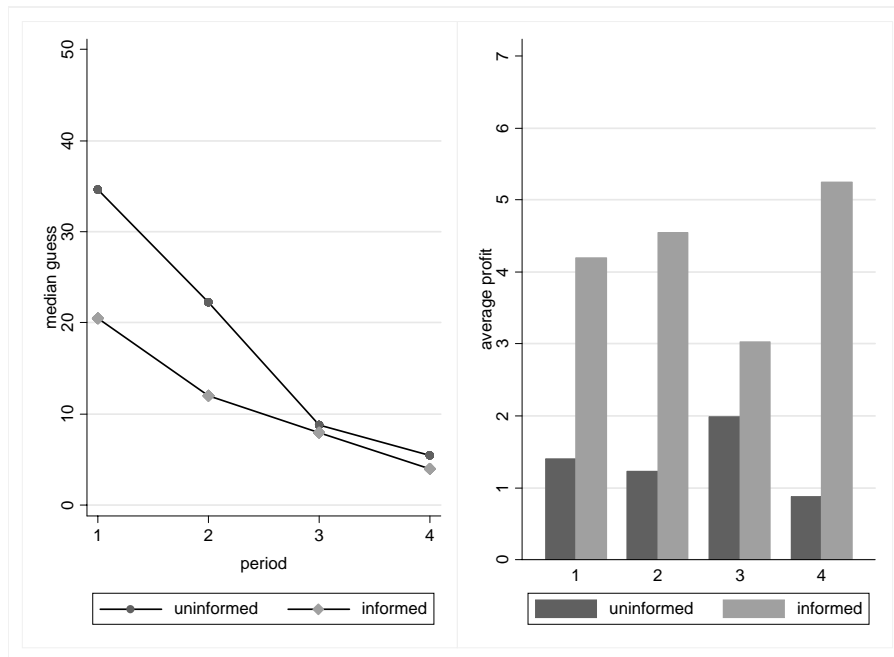 50
40
30
20
10
0
median guess
1 2 3 4
period
uninformed informed
7
6
5
4
3
2
1
0
average profit
1 2 3 4
uninformed informed